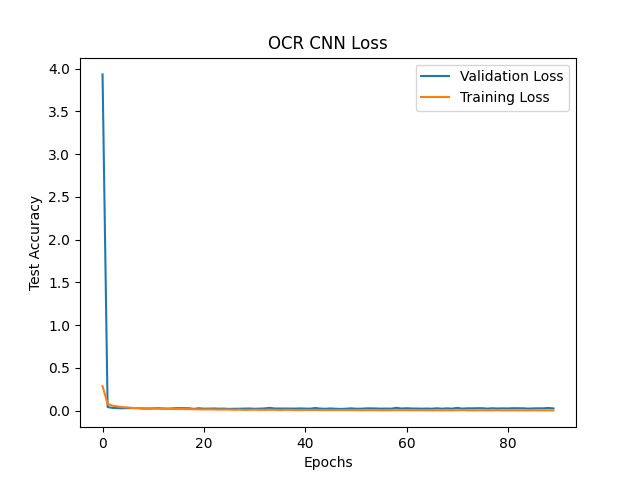 OCR CNN Loss
Validation Loss
Training Loss
4.0
3.5
3.0
2.5
2.0
1.5
1.0
0.5
0.0
Test Accuracy
0 20 40 60 80
Epochs